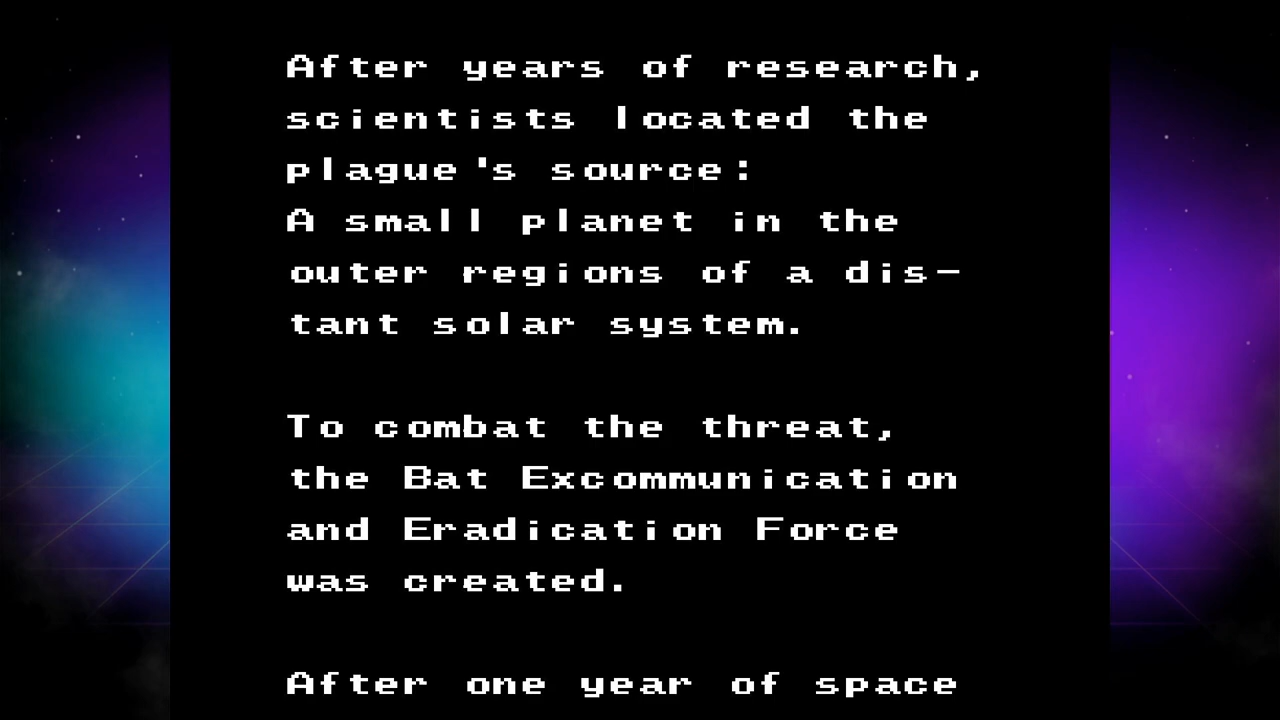 After years of research,
scientists located the
plague's source:
A small planet in the
outer regions of a dis-
tant solar system.
To combat the threat,
the Bat Excommunication
and Eradication Force
was created.
After one year of space